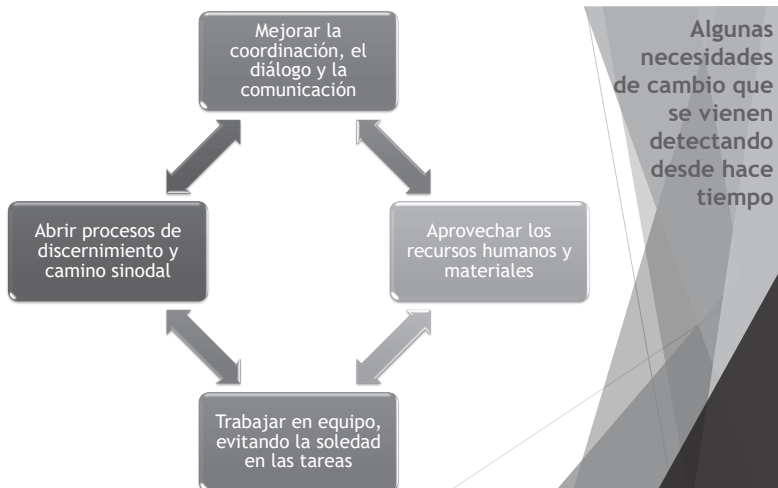 Algunas
necesidades
de cambio que
se vienen
detectando
desde hace
tiempo
Mejorar la
coordinación, el
diálogo y la
comunicación
Abrir procesos de
discernimiento y
camino sinodal
Aprovechar los
recursos humanos y
materiales
Trabajar en equipo,
evitando la soledad
en las tareas